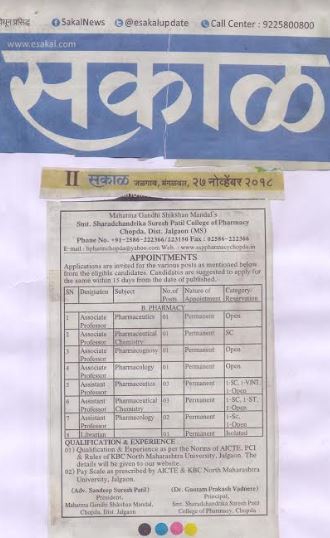 SakalNews @esakalupdate Call Center : 9225800800
www.esakal.com
सकाळ
II सकाळ जळगाव, मंगळवार, २७ नोव्हेंबर २०१८
Mahatma Gandhi Shikshan Mandal's
Smt. Sharadchandrika Suresh Patil College of Pharmacy
Chopda, Dist. Jalgaon (MS)
Phone No. +91-2586-222366/223150 Fax : 02586-222366
APPOINTMENTS
Applications are invited for the various posts as mentioned below
from the eligible candidates. Candidates are suggested to apply for
the same within 15 days from the date of published.
SN Designation Subject No.of Posts Nature of Appointment Category/ Reservation
B. PHARMACY
1 Associate Professor Pharmaceutics 01 Permanent Open
2 Associate Professor Pharmaceutical Chemistry 01 Permanent SC
3 Associate Professor Pharmacognosy 01 Permanent Open
4 Associate Professor Pharmacology 01 Permanent Open
5 Assistant Professor Pharmaceutics 03 Permanent 1-SC, 1-VJNT, 1-Open
6 Assistant Professor Pharmaceutical Chemistry 03 Permanent 1-SC, 1-ST, 1-Open
7 Assistant Professor Pharmacology 02 Permanent 1-Sc, 1-Open
8 Librarian 01 Permanent Isolated
QUALIFICATION & EXPERIENCE
01) Qualification & Experience as per the Norms of AICTE, PCI
& Rules of KBC North Maharashtra University, Jalgaon. The
details will be given to our website.
02) Pay Scale as prescribed by AICTE & KBC North Maharashtra
University, Jalgaon.
(Adv. Sandeep Suresh Patil) (Dr. Goutam Prakash Vadnere)
President, Principal,
Mahatma Gandhi Shikshan Mandal, Smt. Sharadchandrika Suresh Patil
Chopda, Dist. Jalgaon College of Pharmacy, Chopda.